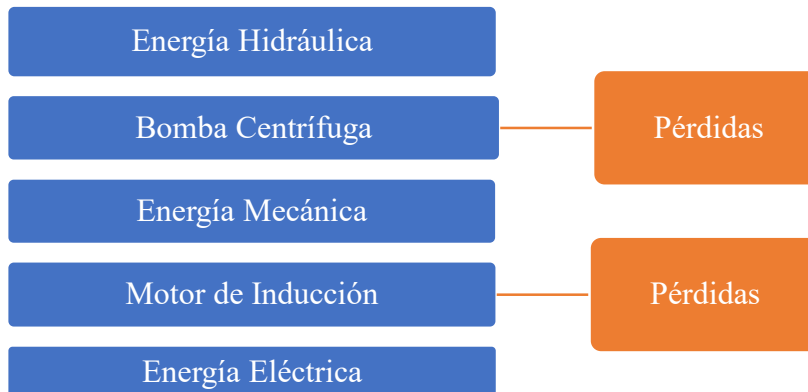 Energía Hidráulica
Bomba Centrífuga
Pérdidas
Energía Mecánica
Motor de Inducción
Pérdidas
Energía Eléctrica